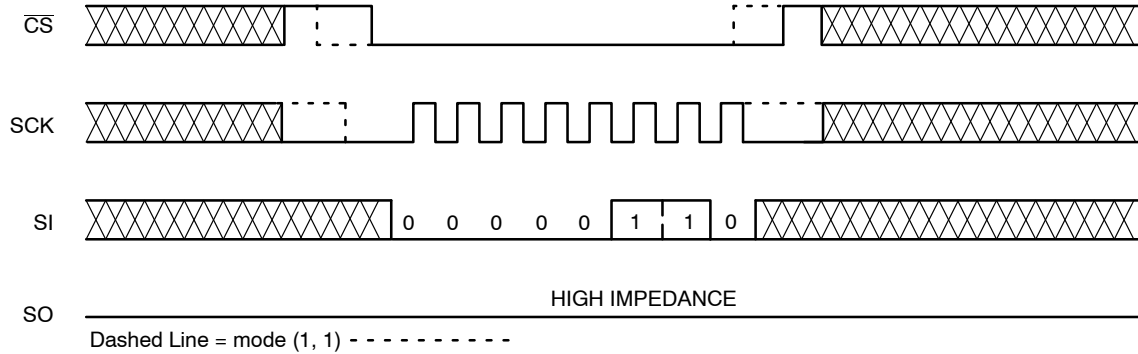 CS
SCK
SI 0 0 0 0 0 1 1 0
SO HIGH IMPEDANCE
Dashed Line = mode (1, 1)